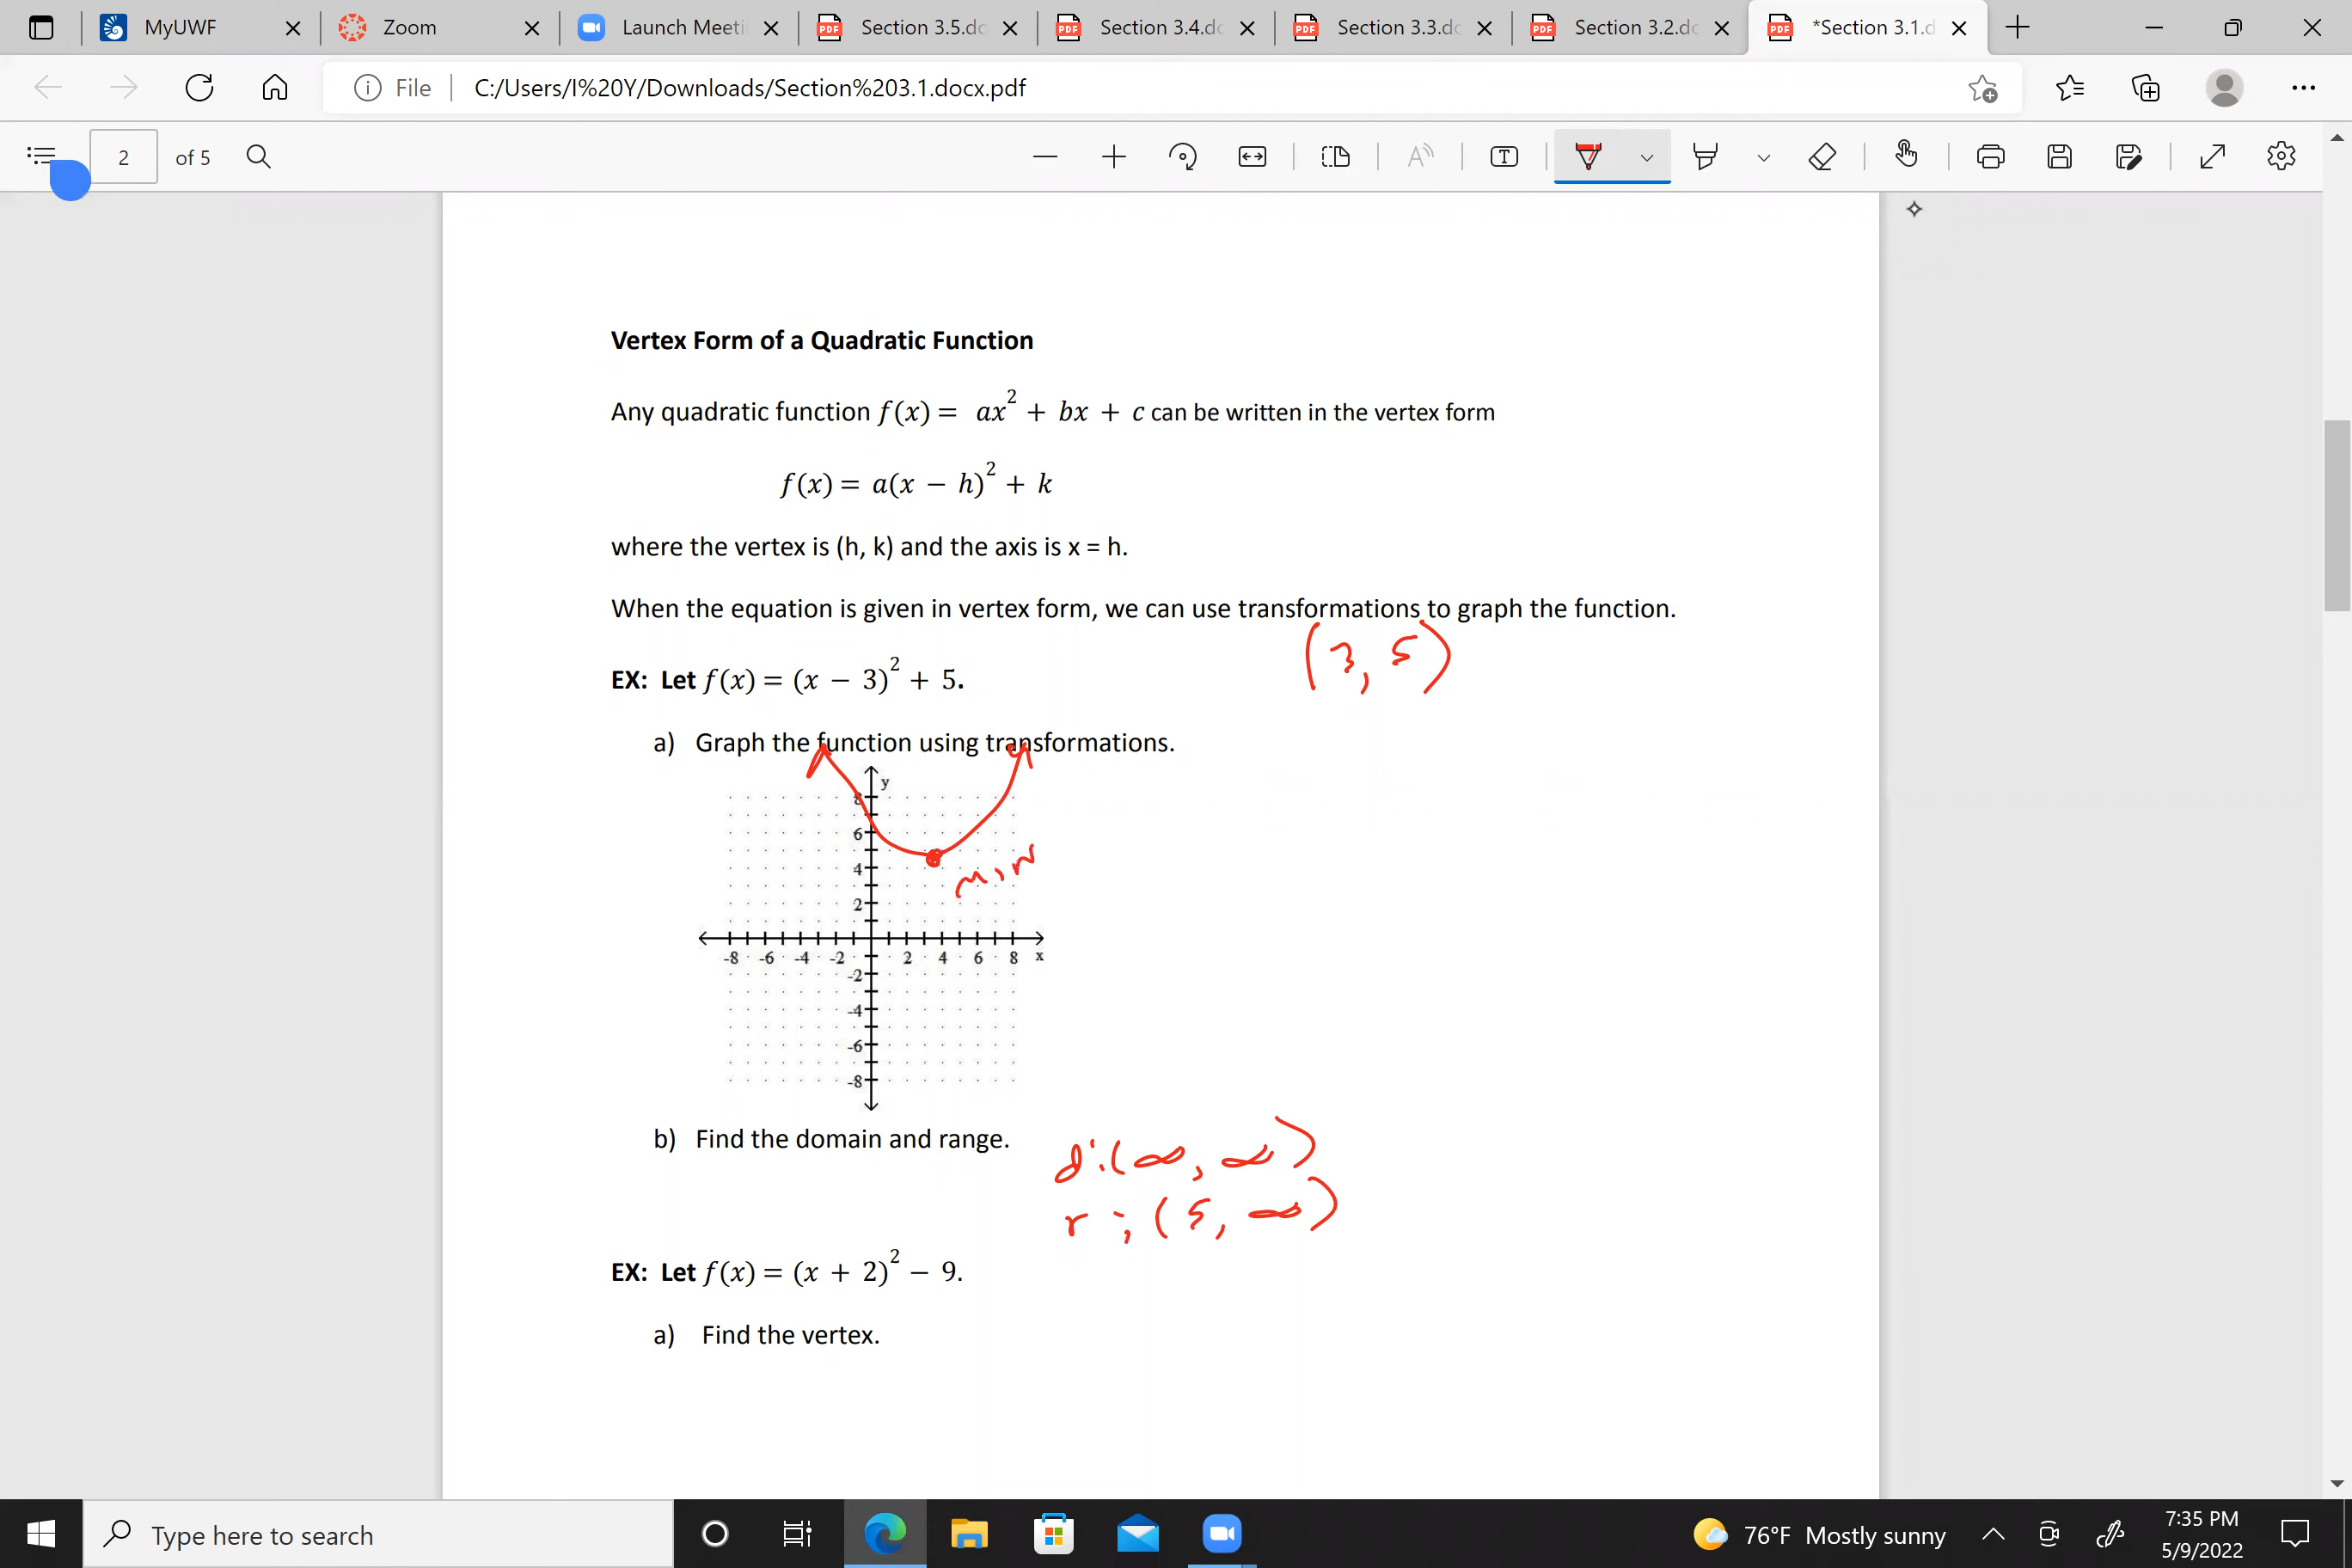 MyUWF
Zoom
Launch Meeti
Section 3.5.dc
Section 3.4.dc
Section 3.3.dc
Section 3.2.dc
*Section 3.1.d
File
C:/Users/I%20Y/Downloads/Section%203.1.docx.pdf
2 of 5
Vertex Form of a Quadratic Function
Any quadratic function f(x) = ax² + bx + c can be written in the vertex form
f(x) = a(x − h)² + k
where the vertex is (h, k) and the axis is x = h.
When the equation is given in vertex form, we can use transformations to graph the function.
(3, 5)
EX: Let f(x) = (x − 3)² + 5.
a) Graph the function using transformations.
y
8
6
4
min
2
-8 -6 -4 -2 2 4 6 8 x
-2
-4
-6
-8
b) Find the domain and range.
d:(∞, ∞)
r:(5, ∞)
EX: Let f(x) = (x + 2)² − 9.
a) Find the vertex.
Type here to search
76°F Mostly sunny
7:35 PM
5/9/2022